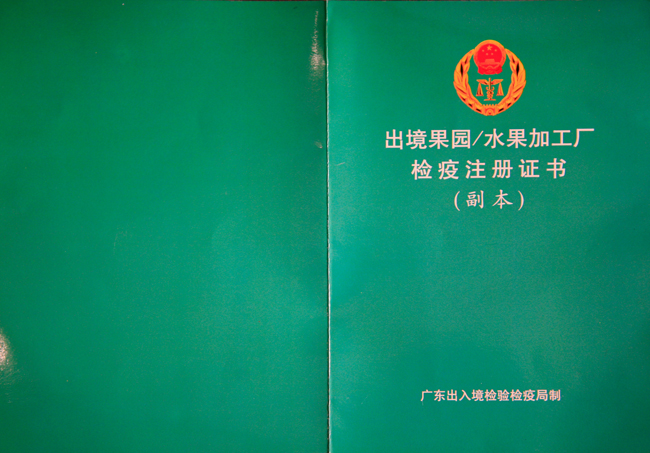 出境果园/水果加工厂
检疫注册证书
(副本)
广东出入境检验检疫局制